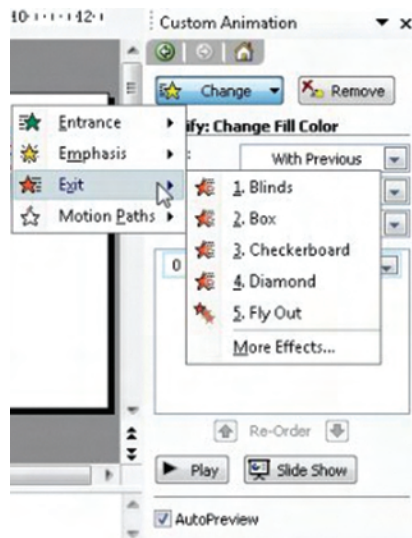 10 12
Custom Animation
Change
Remove
ify: Change Fill Color
:
With Previous
Entrance
Emphasis
Exit
Motion Paths
1. Blinds
2. Box
3. Checkerboard
4. Diamond
5. Fly Out
More Effects...
0
Re-Order
Play
Slide Show
AutoPreview